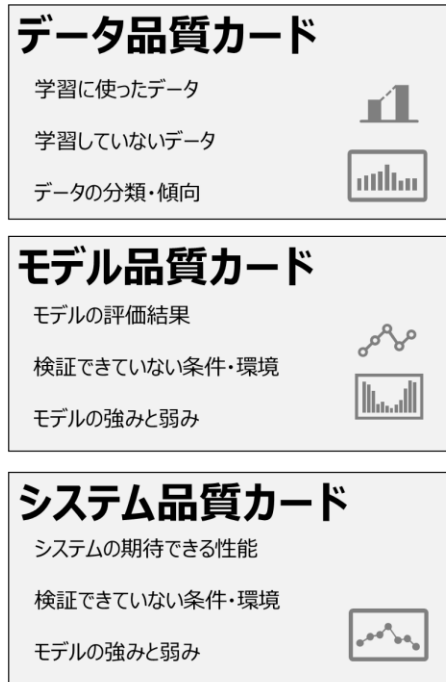 データ品質カード
学習に使ったデータ
学習していないデータ
データの分類・傾向
モデル品質カード
モデルの評価結果
検証できていない条件・環境
モデルの強みと弱み
システム品質カード
システムの期待できる性能
検証できていない条件・環境
モデルの強みと弱み